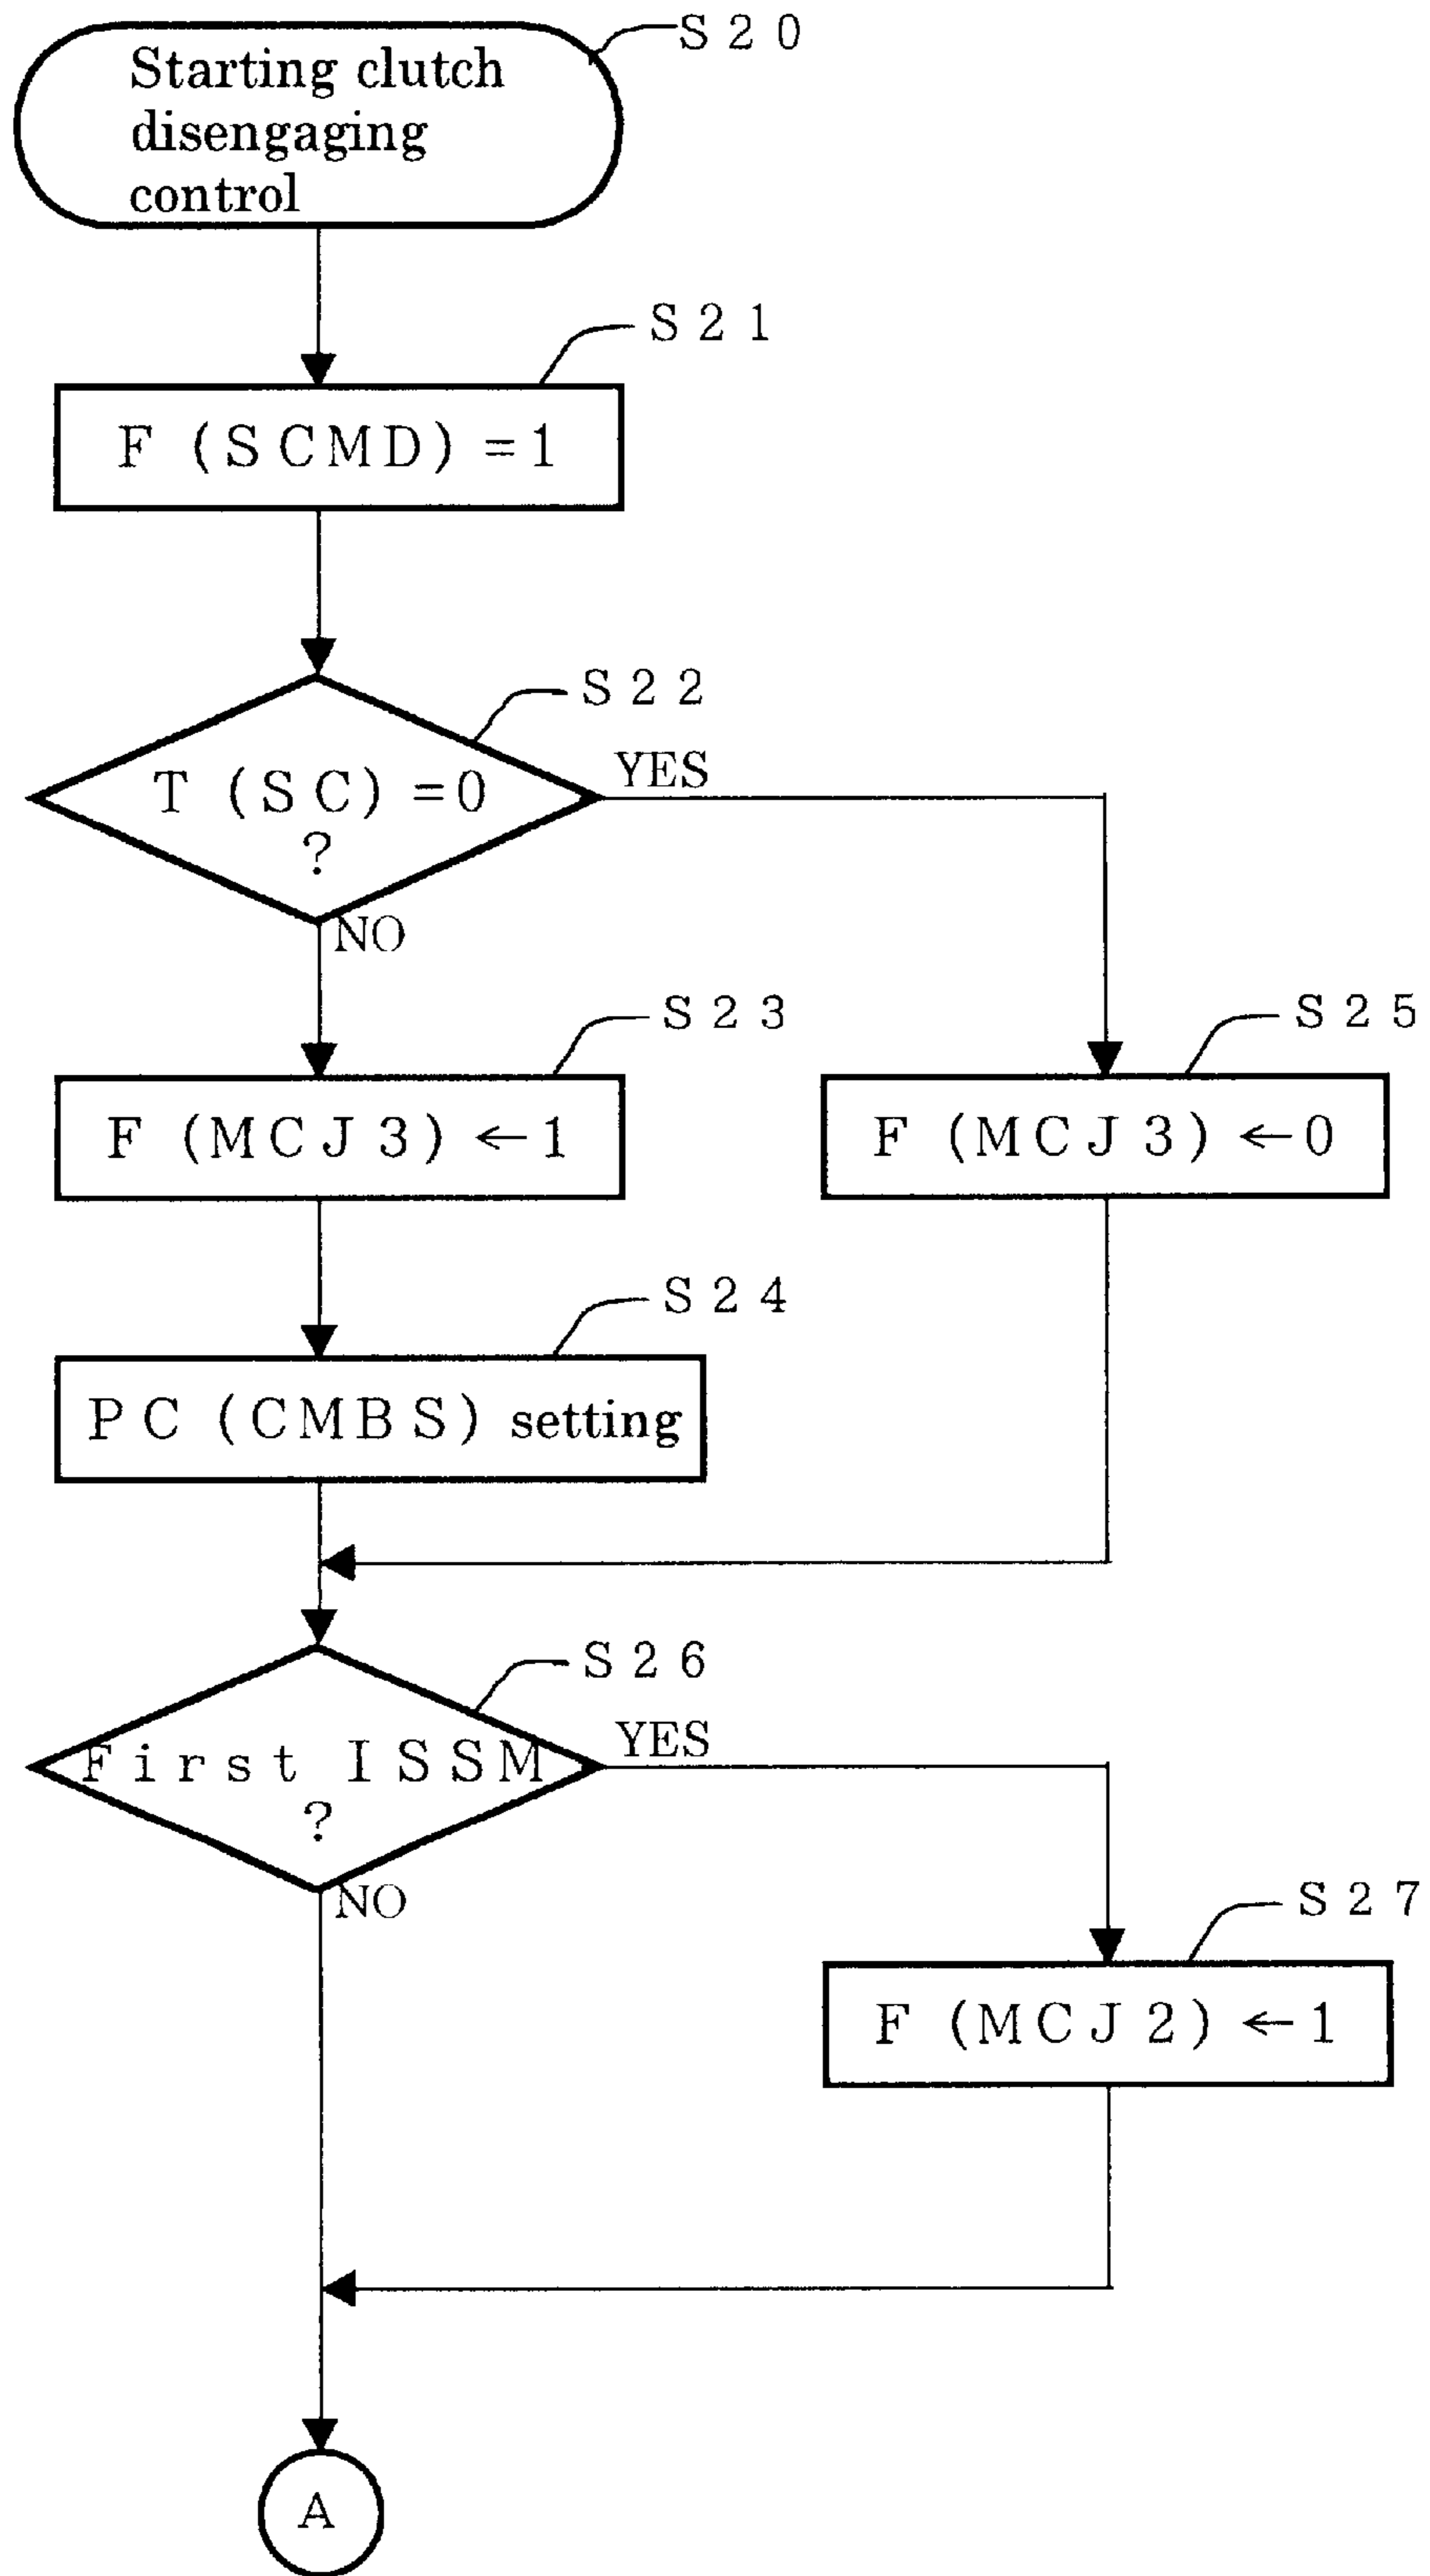 S20
Starting clutch
disengaging
control
S21
F (SCMD) =1
S22
T (SC) =0
?
YES
NO
S23
F (MCJ3) ←1
S25
F (MCJ3) ←0
S24
PC (CMBS) setting
S26
First ISSM
?
YES
NO
S27
F (MCJ2) ←1
A